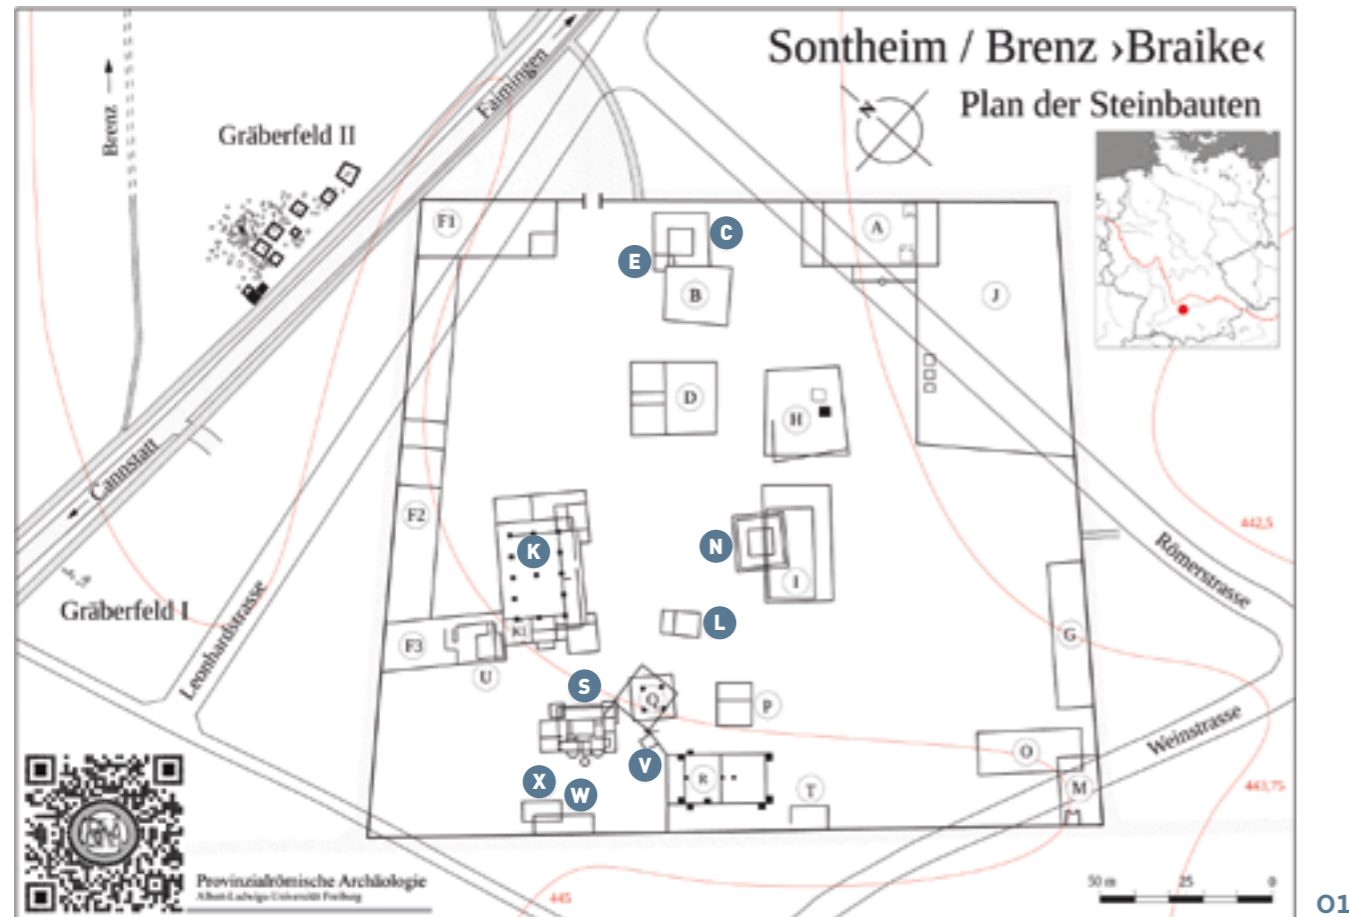 Sontheim / Brenz ›Braike‹
Plan der Steinbauten
N
Brenz
Faimingen
Gräberfeld II
F1
C
E
B
A
J
D
H
Cannstatt
F2
K
N
I
442,5
Römerstrasse
Gräberfeld I
Leonhardstrasse
F3
K1
L
G
U
S
Q
P
Weinstrasse
O
V
X
W
R
T
M
443,75
Provinzialrömische Archäologie
Albert-Ludwigs-Universität Freiburg
445
50 m
25
0
01